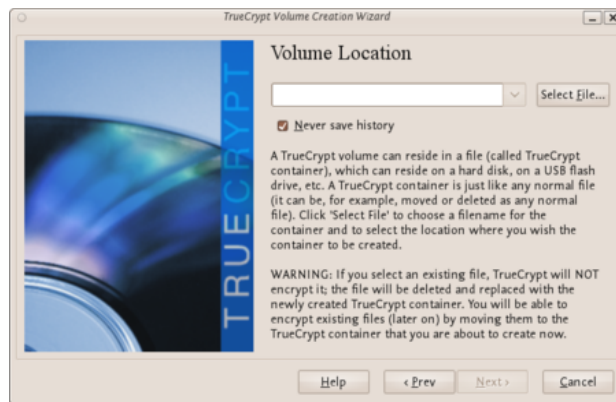 TrueCrypt Volume Creation Wizard
TRUECRYPT
Volume Location
Select File...
Never save history
A TrueCrypt volume can reside in a file (called TrueCrypt
container), which can reside on a hard disk, on a USB flash
drive, etc. A TrueCrypt container is just like any normal file
(it can be, for example, moved or deleted as any normal
file). Click 'Select File' to choose a filename for the
container and to select the location where you wish the
container to be created.
WARNING: If you select an existing file, TrueCrypt will NOT
encrypt it; the file will be deleted and replaced with the
newly created TrueCrypt container. You will be able to
encrypt existing files (later on) by moving them to the
TrueCrypt container that you are about to create now.
Help
< Prev
Next >
Cancel